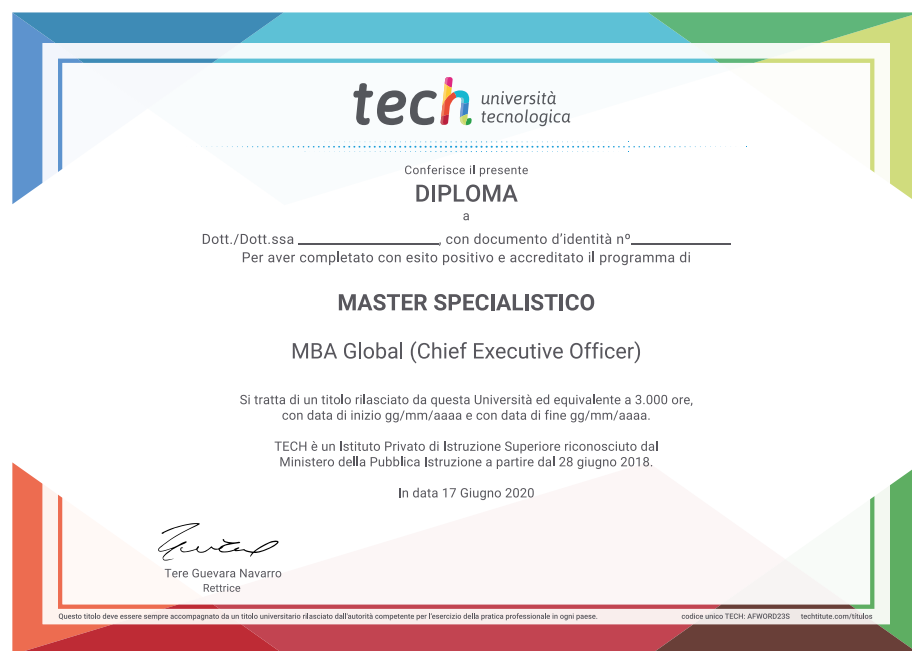 tech università
tecnologica
Conferisce il presente
DIPLOMA
a
Dott./Dott.ssa ____________________, con documento d'identità nº______________
Per aver completato con esito positivo e accreditato il programma di
MASTER SPECIALISTICO
MBA Global (Chief Executive Officer)
Si tratta di un titolo rilasciato da questa Università ed equivalente a 3.000 ore,
con data di inizio gg/mm/aaaa e con data di fine gg/mm/aaaa.
TECH è un Istituto Privato di Istruzione Superiore riconosciuto dal
Ministero della Pubblica Istruzione a partire dal 28 giugno 2018.
In data 17 Giugno 2020
Tere Guevara Navarro
Rettrice
Questo titolo deve essere sempre accompagnato da un titolo universitario rilasciato dall'autorità competente per l'esercizio della pratica professionale in ogni paese. codice unico TECH: AFWORD23S techtitute.com/titulos